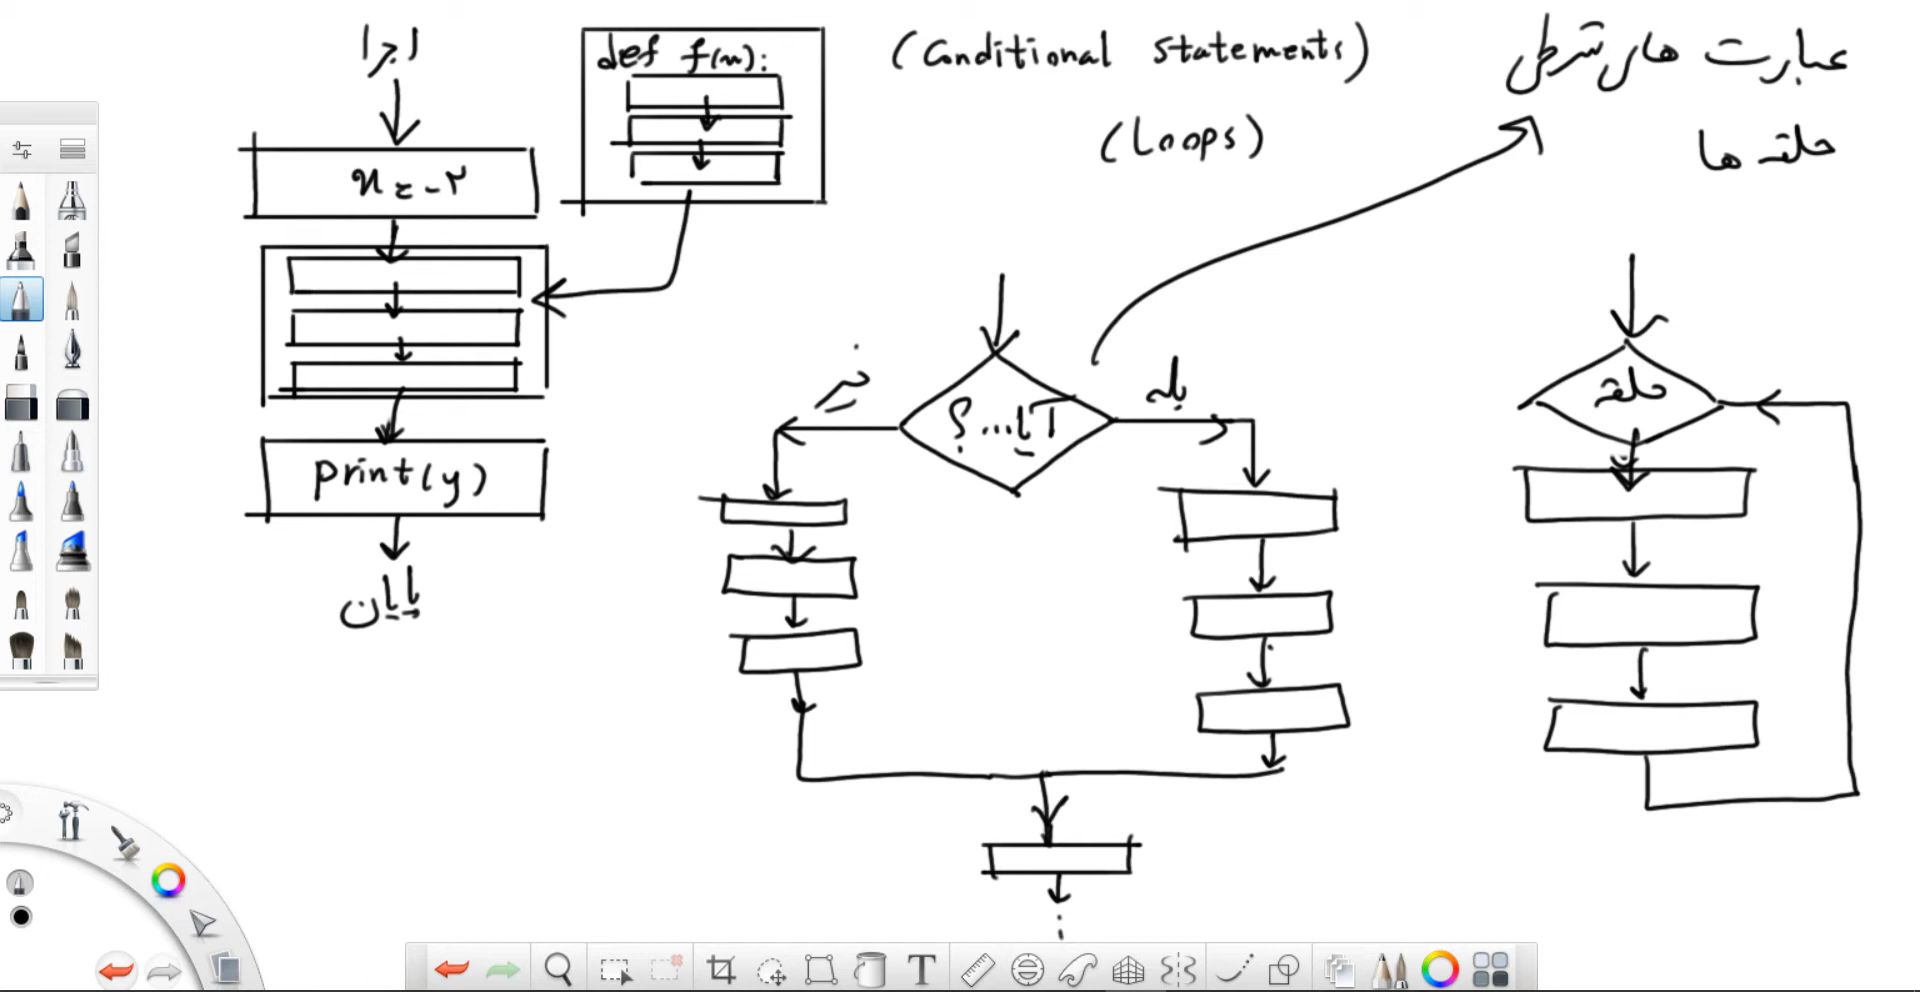 عبارت های شرطی (Conditional Statements)
حلقه ها (Loops)
اجرا
x = -۲
def f(x):
print(y)
پایان
آیا...؟
بله
خیر
حلقه